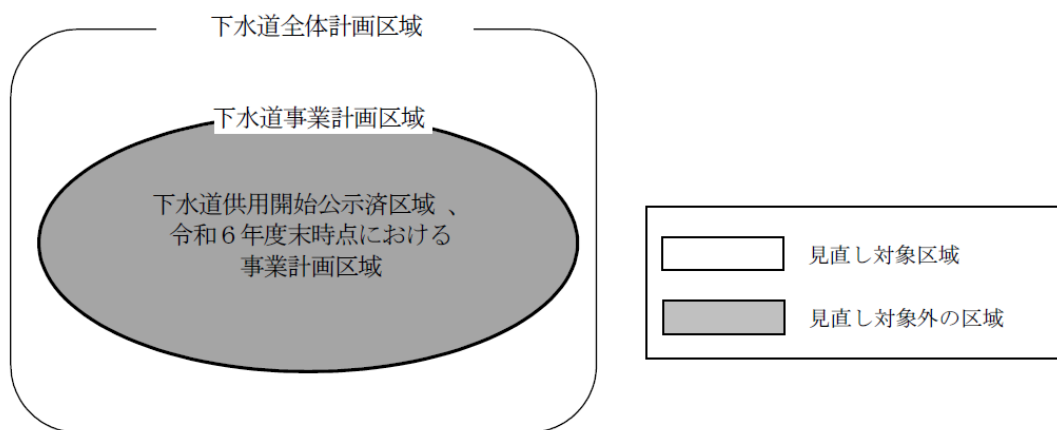 下水道全体計画区域
下水道事業計画区域
下水道供用開始公示済区域 、
令和６年度末時点における
事業計画区域
見直し対象区域
見直し対象外の区域